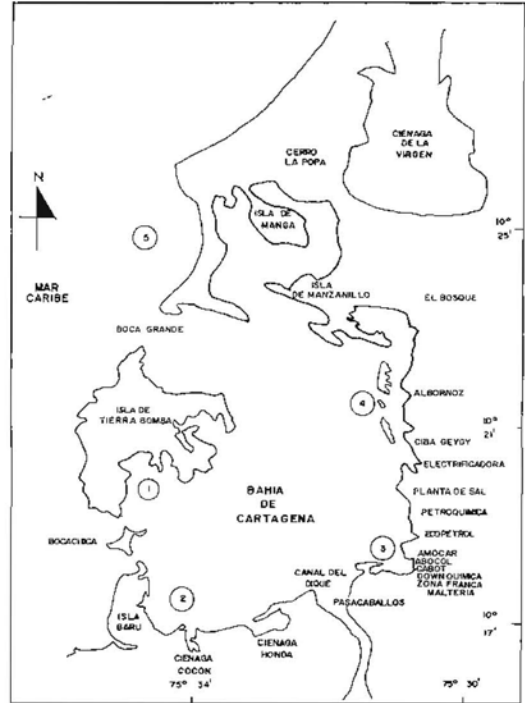 CIENAGA
DE LA
VIRGEN
CERRO
LA POPA
N
ISLA DE
MANGA
10°
25'
5
MAR
CARIBE
ISLA
DE MANZANILLO
EL BOSQUE
BOCA GRANDE
ISLA DE
TIERRA BOMBA
4
ALBORNOZ
10°
21'
CIBA GEYGY
ELECTRIFICADORA
1
BAHIA
DE
CARTAGENA
PLANTA DE SAL
PETROQUIMICA
ECOPETROL
BOCACHICA
3
AMOCAR
ABOCOL
CABOT
DOWNQUIMICA
ZONA FRANCA
MALTERIA
CANAL DEL
DIQUE
PASACABALLOS
2
ISLA
BARU
10°
17'
CIENAGA
HONDA
CIENAGA
COCON
75° 34'
75° 30'